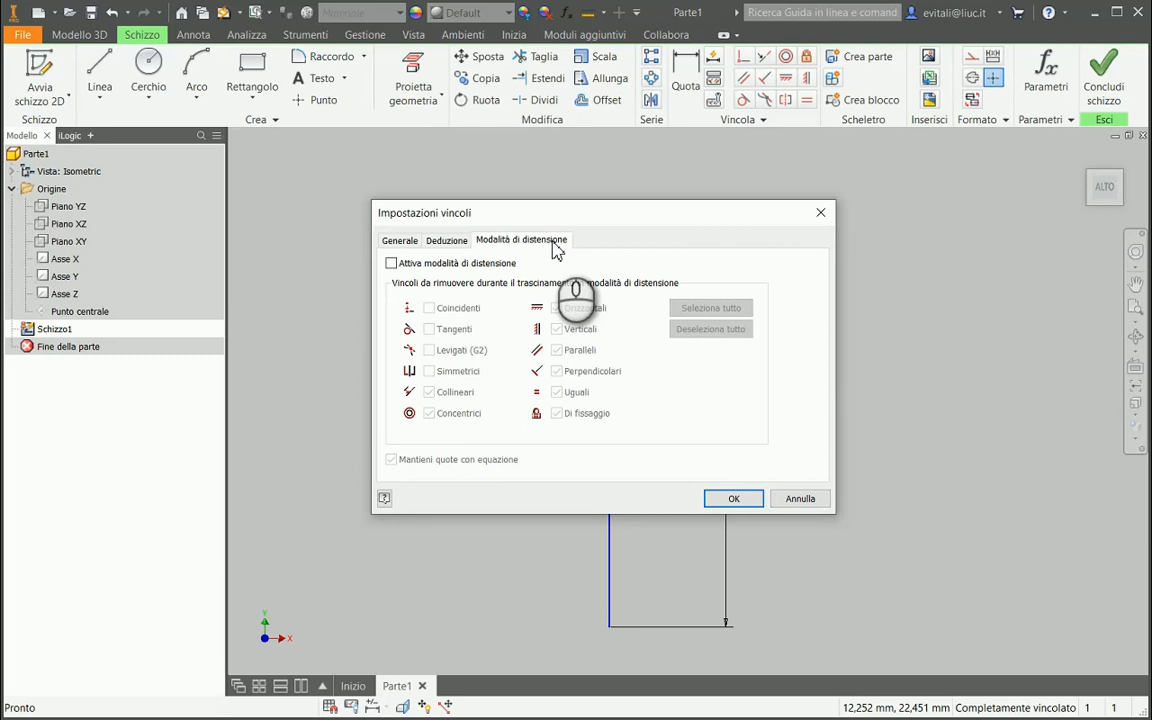 Materiale Default Parte1 Ricerca Guida in linea e comand evitali@liuc.it
File Modello 3D Schizzo Annota Analizza Strumenti Gestione Vista Ambienti Inizia Moduli aggiuntivi Collabora
Avvia schizzo 2D Linea Cerchio Arco Rettangolo Raccordo Testo Punto Proietta geometria
Sposta Taglia Scala
Copia Estendi Allunga
Ruota Dividi Offset
Quota Crea parte Crea blocco Parametri Concludi schizzo
Schizzo Crea Modifica Serie Vincola Scheletro Inserisci Formato Parametri Esci
Modello iLogic +
Parte1
Vista: Isometric
Origine
Piano YZ
Piano XZ
Piano XY
Asse X
Asse Y
Asse Z
Punto centrale
Schizzo1
Fine della parte
ALTO
Impostazioni vincoli
Generale Deduzione Modalità di distensione
Attiva modalità di distensione
Vincoli da rimuovere durante il trascinamen modalità di distensione
Coincidenti Seleziona tutto
Tangenti Verticali Deseleziona tutto
Levigati (G2) Paralleli
Simmetrici Perpendicolari
Collineari Uguali
Concentrici Di fissaggio
Mantieni quote con equazione
OK Annulla
Y
X
Inizio Parte1
Pronto 12,252 mm, 22,451 mm Completamente vincolato 1 1